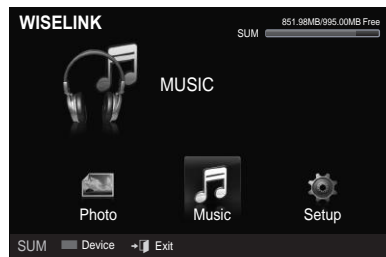 WISELINK
851.98MB/995.00MB Free
SUM
MUSIC
Photo Music Setup
SUM Device Exit